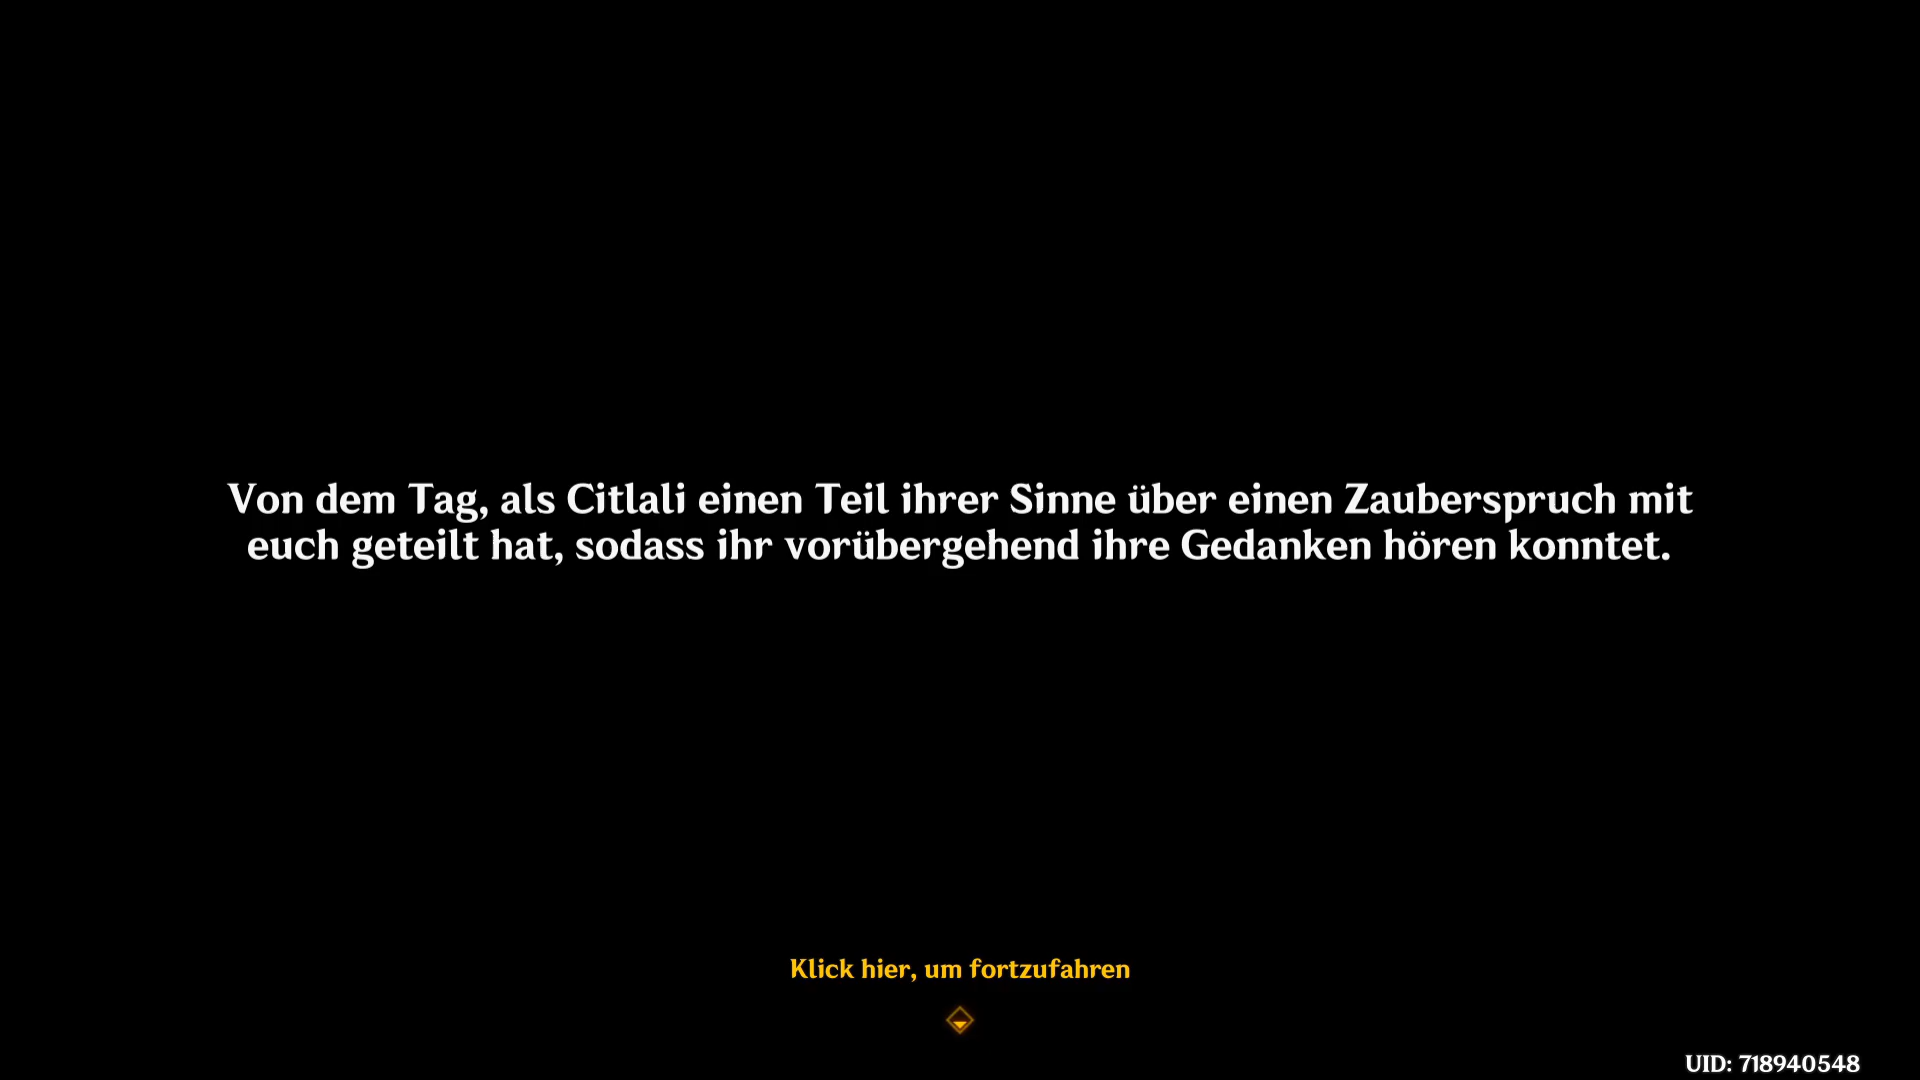 Von dem Tag, als Citlali einen Teil ihrer Sinne über einen Zauberspruch mit
euch geteilt hat, sodass ihr vorübergehend ihre Gedanken hören konntet.
Klick hier, um fortzufahren
UID: 718940548